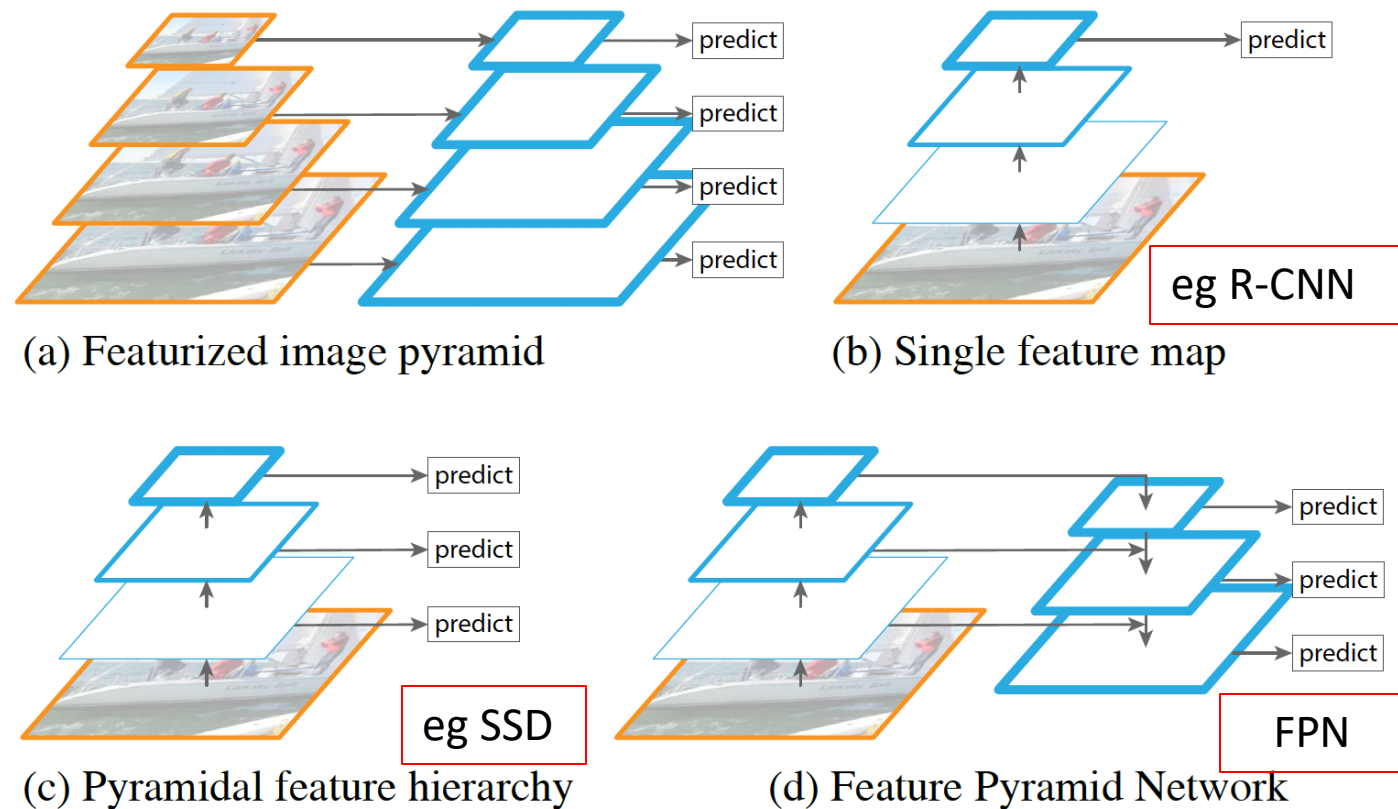 predict
predict
predict
predict
(a) Featurized image pyramid
predict
eg R-CNN
(b) Single feature map
predict
predict
predict
eg SSD
(c) Pyramidal feature hierarchy
predict
predict
predict
FPN
(d) Feature Pyramid Network